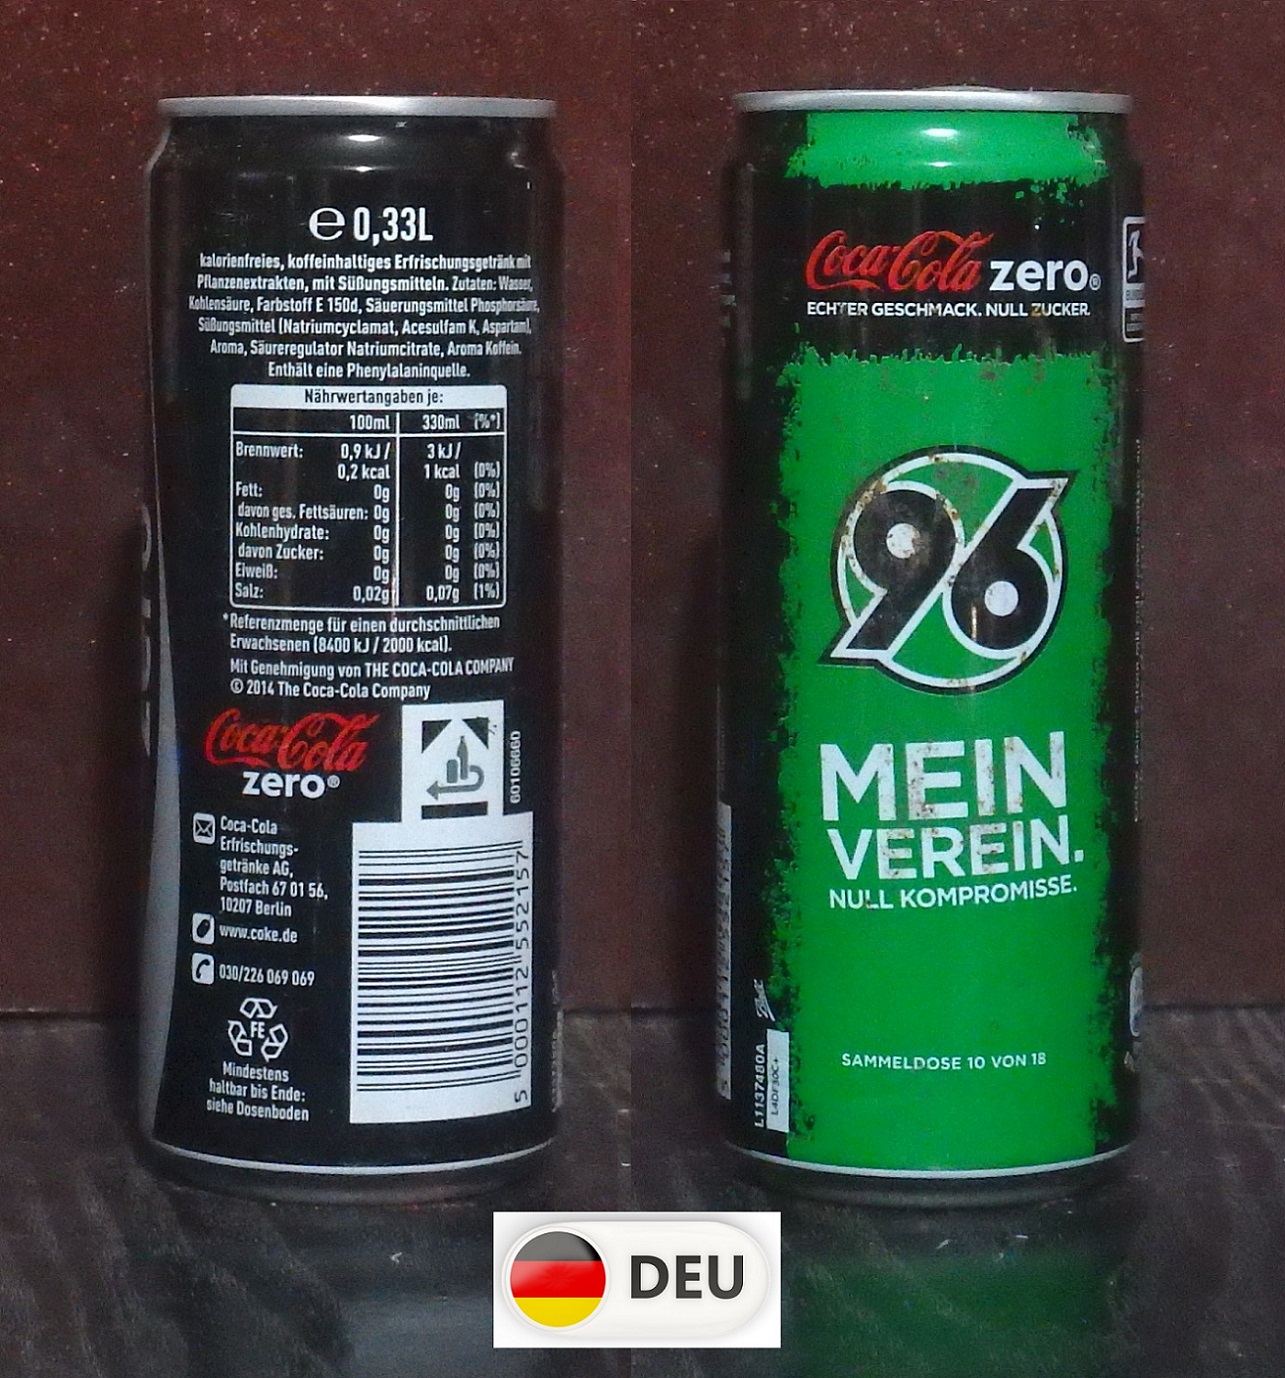 ℮ 0,33L
kalorienfreies, koffeinhaltiges Erfrischungsgetränk mit
Pflanzenextrakten, mit Süßungsmitteln. Zutaten: Wasser,
Kohlensäure, Farbstoff E 150d, Säuerungsmittel Phosphorsäure,
Süßungsmittel (Natriumcyclamat, Acesulfam K, Aspartam),
Aroma, Säureregulator Natriumcitrate, Aroma Koffein.
Enthält eine Phenylalaninquelle.
Nährwertangaben je:
100ml 330ml (%*)
Brennwert: 0,9 kJ / 3 kJ /
0,2 kcal 1 kcal (0%)
Fett: 0g 0g (0%)
davon ges. Fettsäuren: 0g 0g (0%)
Kohlenhydrate: 0g 0g (0%)
davon Zucker: 0g 0g (0%)
Eiweiß: 0g 0g (0%)
Salz: 0,02g 0,07g (1%)
*Referenzmenge für einen durchschnittlichen
Erwachsenen (8400 kJ / 2000 kcal).
Mit Genehmigung von THE COCA-COLA COMPANY
© 2014 The Coca-Cola Company
Coca-Cola
zero®
60106660
Coca-Cola
Erfrischungs-
getränke AG,
Postfach 67 01 56,
10207 Berlin
www.coke.de
030/226 069 069
FE
Mindestens
haltbar bis Ende:
siehe Dosenboden
5 000112 552157
Coca-Cola zero®
ECHTER GESCHMACK. NULL ZUCKER.
96
MEIN
VEREIN.
NULL KOMPROMISSE.
SAMMELDOSE 10 VON 18
Ball
L1137480A
L4DF30C+
DEU